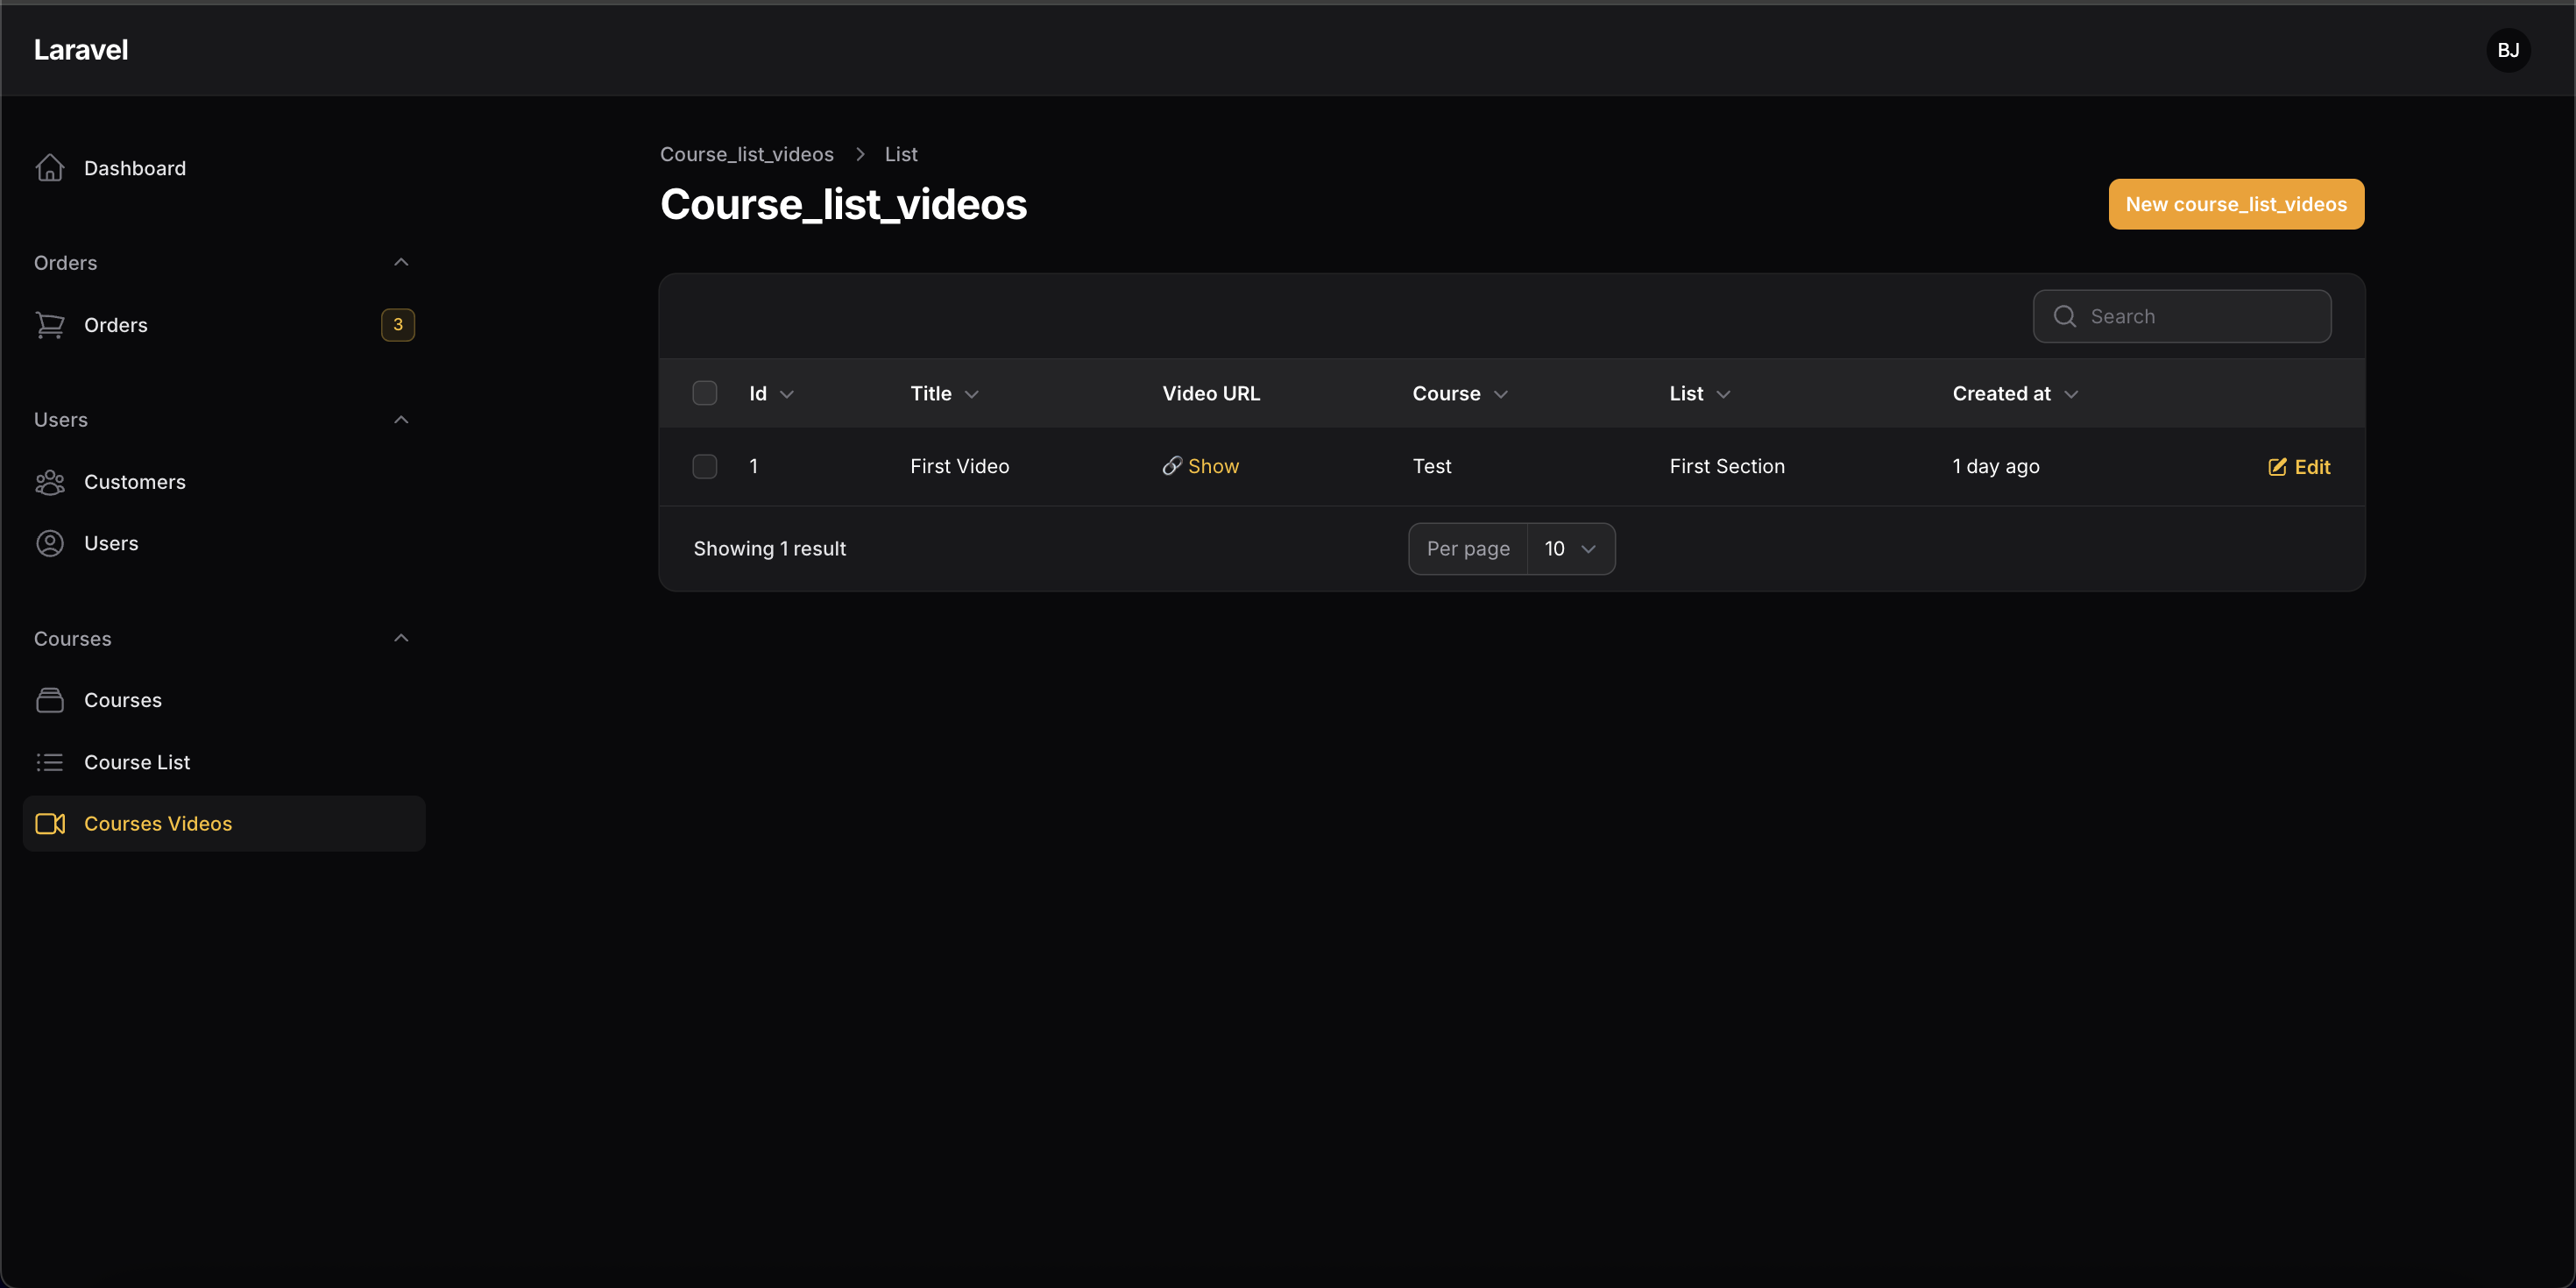 Laravel
BJ
Dashboard
Orders
Orders 3
Users
Customers
Users
Courses
Courses
Course List
Courses Videos
Course_list_videos > List
Course_list_videos
New course_list_videos
Search
Id Title Video URL Course List Created at
1 First Video Show Test First Section 1 day ago Edit
Showing 1 result
Per page 10